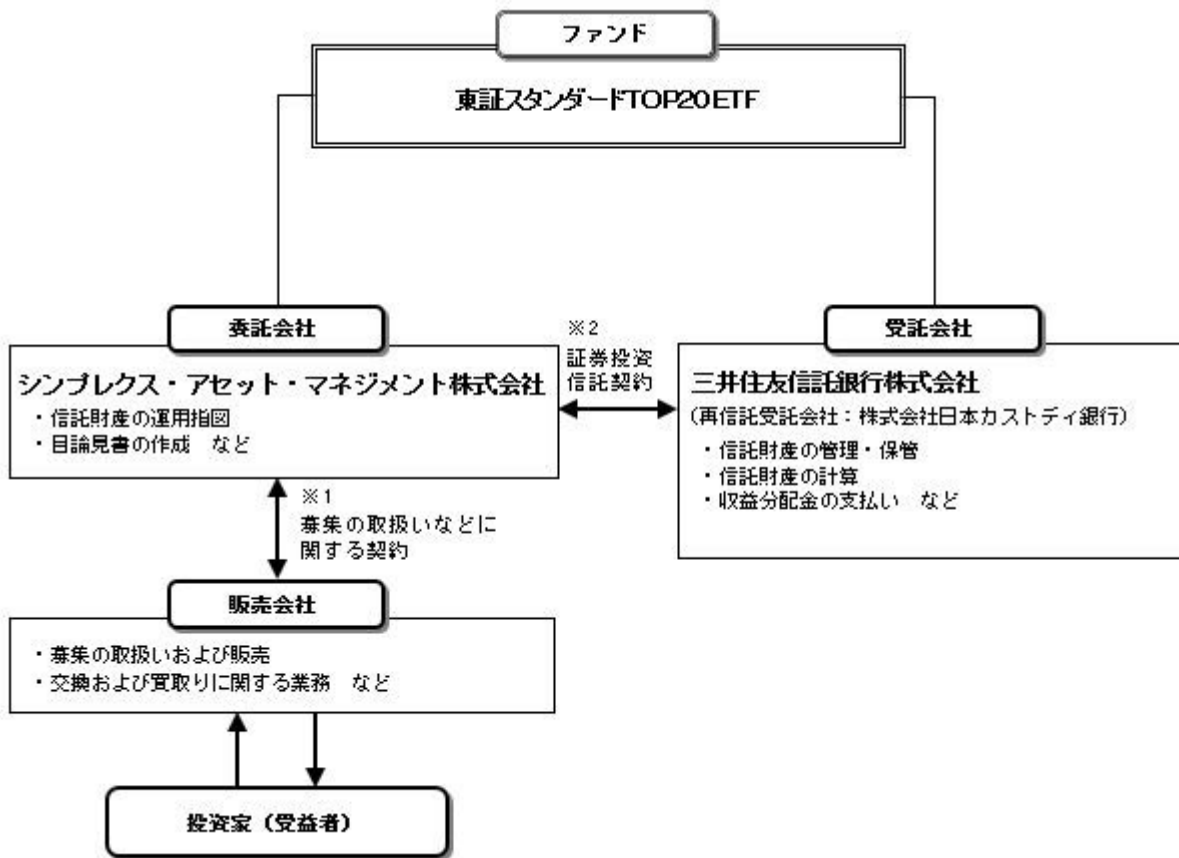 ファンド
東証スタンダードTOP20ETF
委託会社
シンプレクス・アセット・マネジメント株式会社
・信託財産の運用指図
・目論見書の作成　など
※2
証券投資
信託契約
受託会社
三井住友信託銀行株式会社
(再信託受託会社：株式会社日本カストディ銀行)
・信託財産の管理・保管
・信託財産の計算
・収益分配金の支払い　など
※1
募集の取扱いなどに
関する契約
販売会社
・募集の取扱いおよび販売
・交換および買取りに関する業務　など
投資家（受益者）